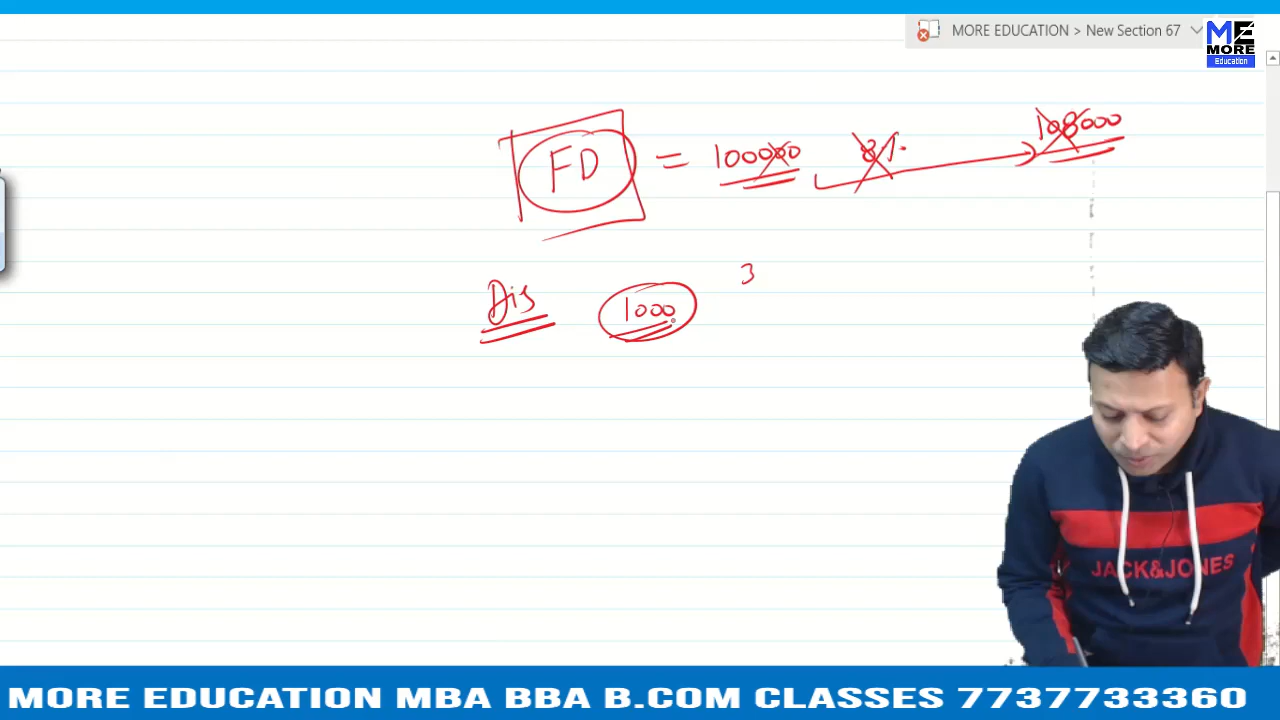 MORE EDUCATION > New Section 67
ME
MORE
Education
FD = 100000 8% 108000
Dis 1000 3
JACK&JONES
MORE EDUCATION MBA BBA B.COM CLASSES 7737733360